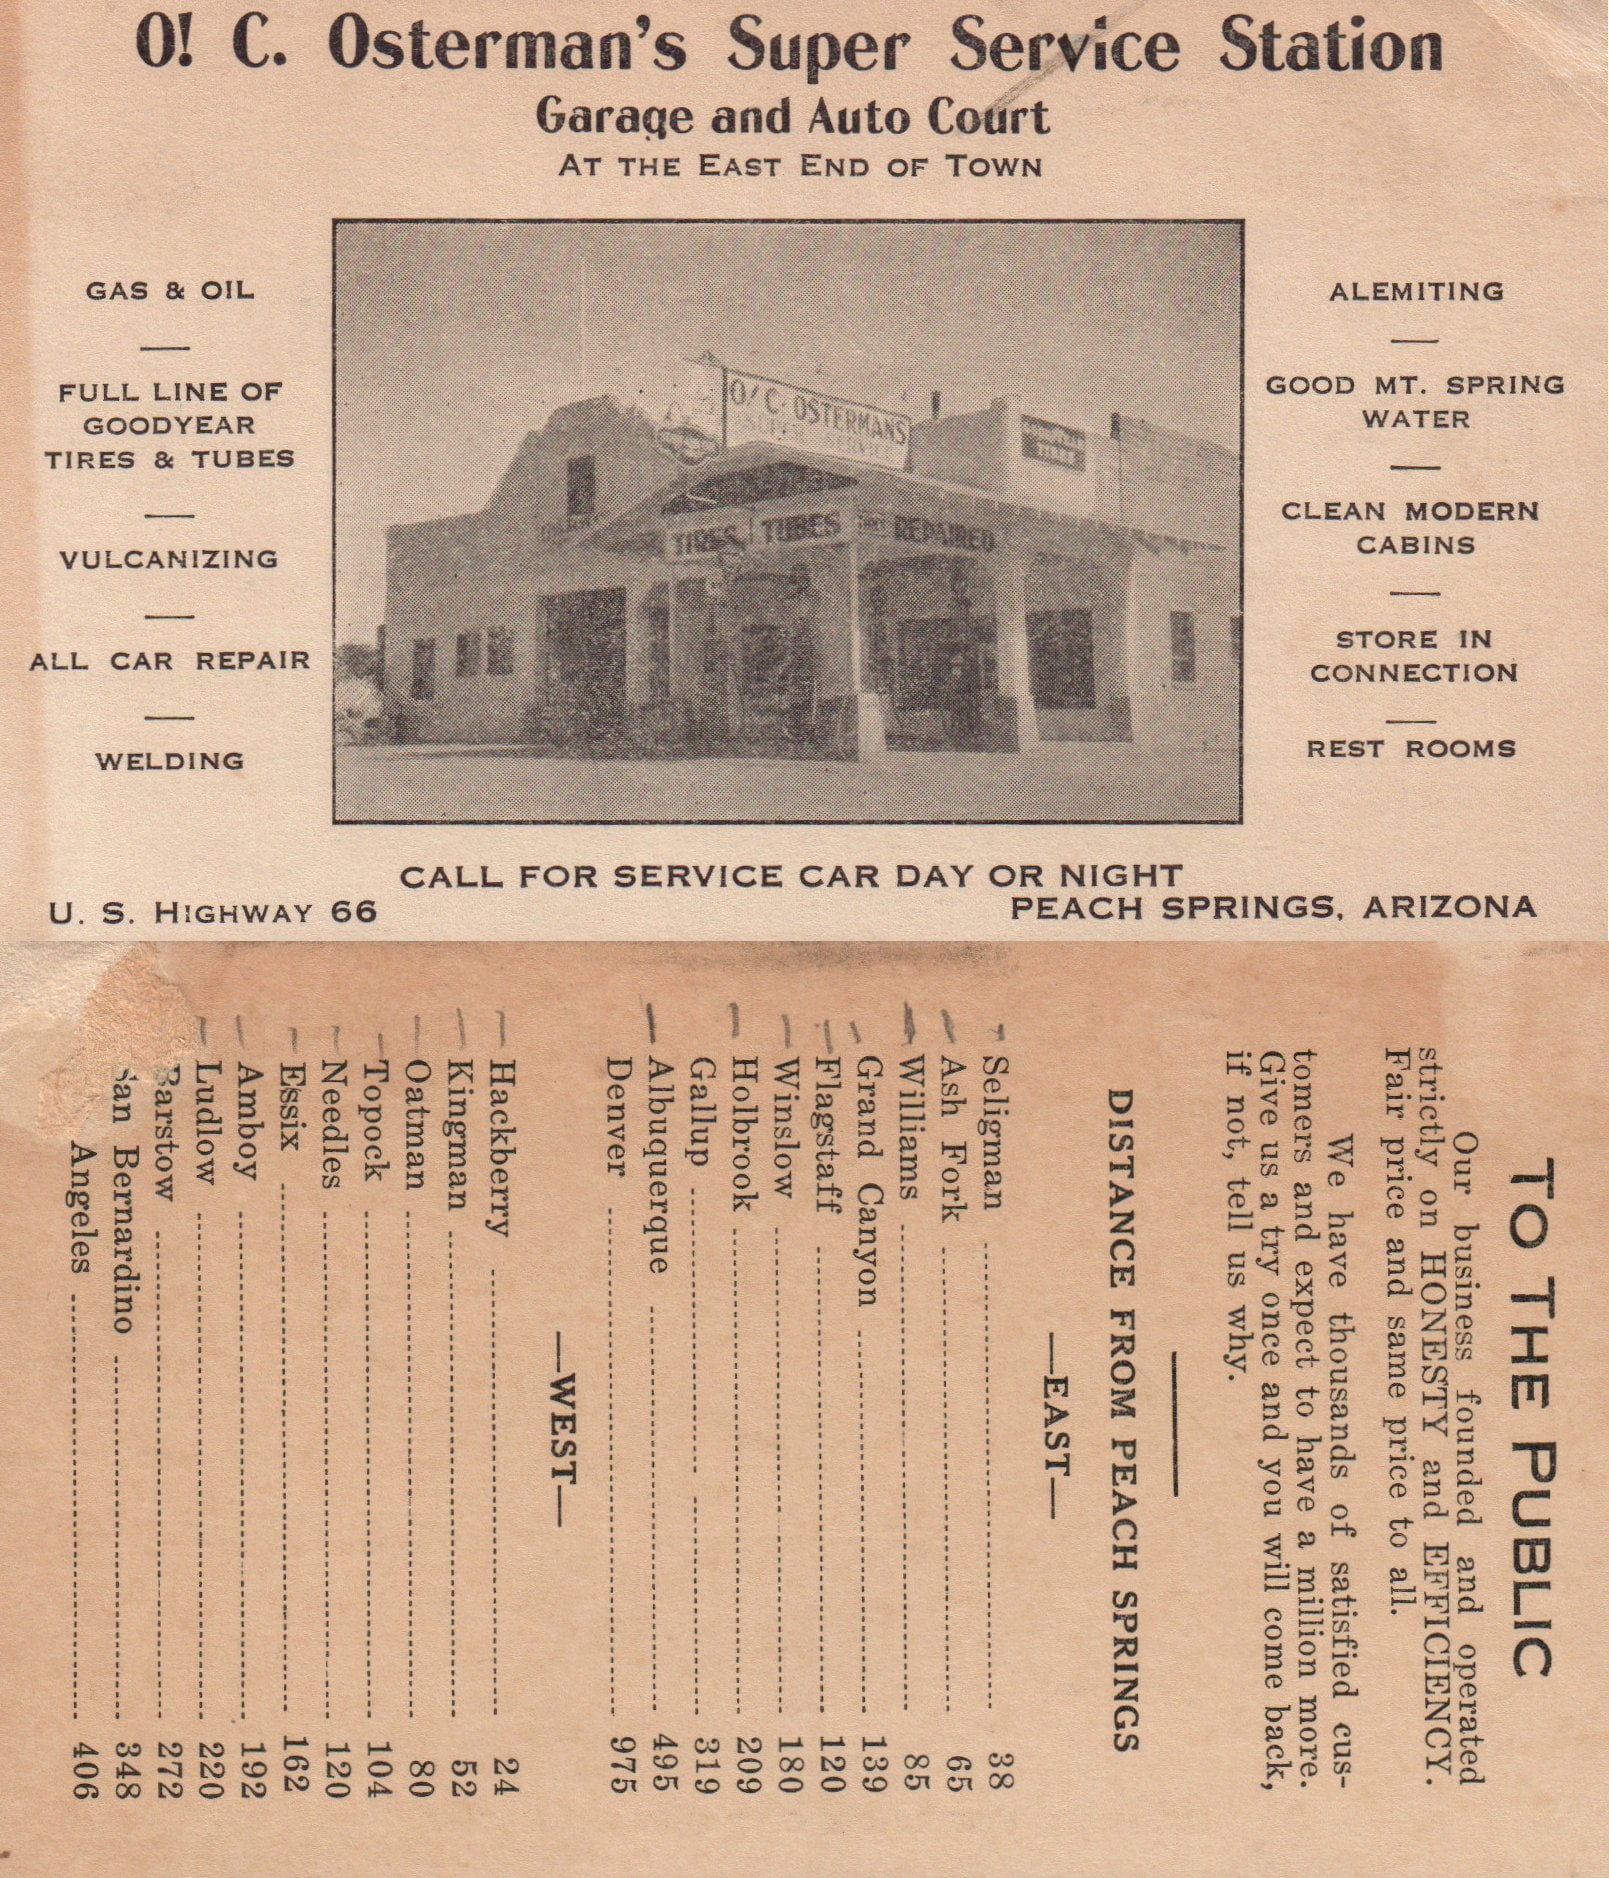 O! C. Osterman's Super Service Station
Garage and Auto Court
AT THE EAST END OF TOWN
GAS & OIL
FULL LINE OF
GOODYEAR
TIRES & TUBES
VULCANIZING
ALL CAR REPAIR
WELDING
O! C. OSTERMANS
SUPER SERVICE
TIRES TUBES
REPAIRED
ALEMITING
GOOD MT. SPRING
WATER
CLEAN MODERN
CABINS
STORE IN
CONNECTION
REST ROOMS
CALL FOR SERVICE CAR DAY OR NIGHT
U. S. HIGHWAY 66
PEACH SPRINGS, ARIZONA
TO THE PUBLIC
Our business founded and operated
strictly on HONESTY and EFFICIENCY.
Fair price and same price to all.
We have thousands of satisfied cus-
tomers and expect to have a million more.
Give us a try once and you will come back,
if not, tell us why.
DISTANCE FROM PEACH SPRINGS
—EAST—
Seligman 38
Ash Fork 65
Williams 85
Grand Canyon 139
Flagstaff 120
Winslow 180
Holbrook 209
Gallup 319
Albuquerque 495
Denver 975
—WEST—
Hackberry 24
Kingman 52
Oatman 80
Topock 104
Needles 120
Essix 162
Amboy 192
Ludlow 220
Barstow 272
San Bernardino 348
Angeles 406